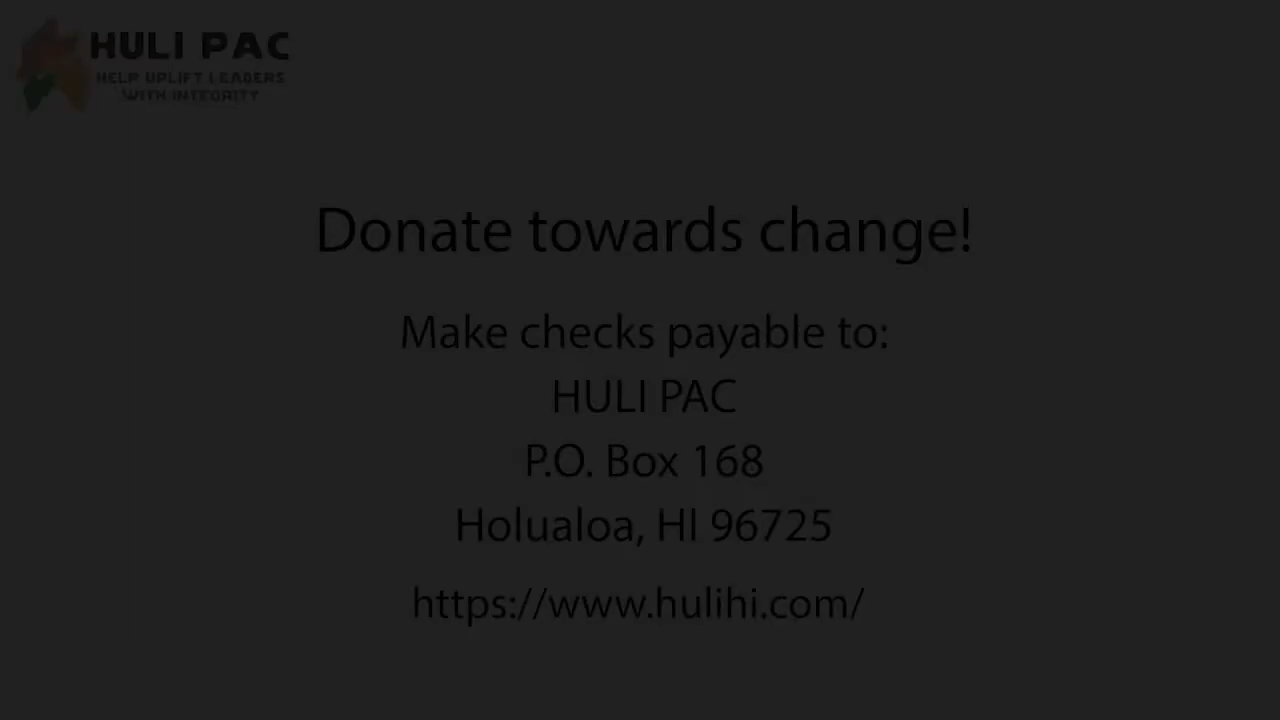 HULI PAC
HELP UPLIFT LEADERS
WITH INTEGRITY
Donate towards change!
Make checks payable to:
HULI PAC
P.O. Box 168
Holualoa, HI 96725
https://www.hulihi.com/